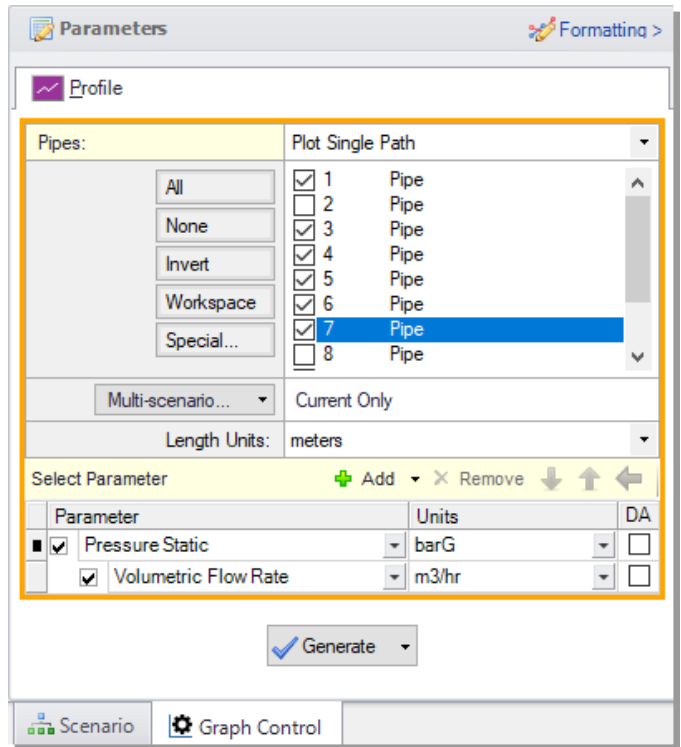 Parameters Formatting >
Profile
Pipes: Plot Single Path
All 1 Pipe
2 Pipe
None 3 Pipe
4 Pipe
Invert 5 Pipe
Workspace 6 Pipe
7 Pipe
Special... 8 Pipe
Multi-scenario... Current Only
Length Units: meters
Select Parameter Add Remove
Parameter Units DA
Pressure Static barG
Volumetric Flow Rate m3/hr
Generate
Scenario Graph Control